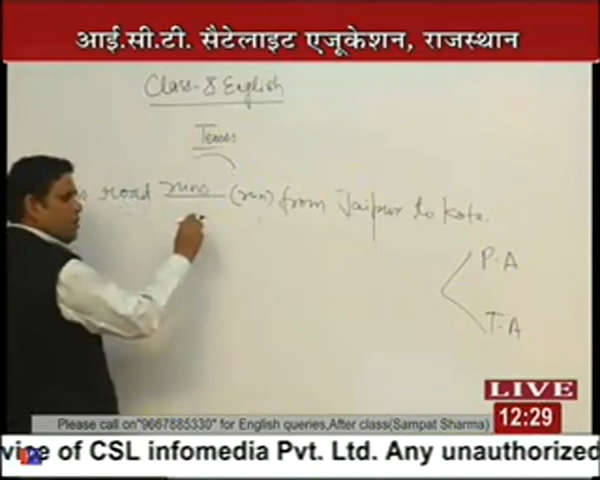 आई.सी.टी. सैटेलाइट एजूकेशन, राजस्थान
Class-8 English
Tenses
s road runs (run) from Jaipur to Kota.
P.A
T.A
LIVE
12:29
Please call on"9667885330" for English queries,After class(Sampat Sharma)
vice of CSL infomedia Pvt. Ltd. Any unauthorized